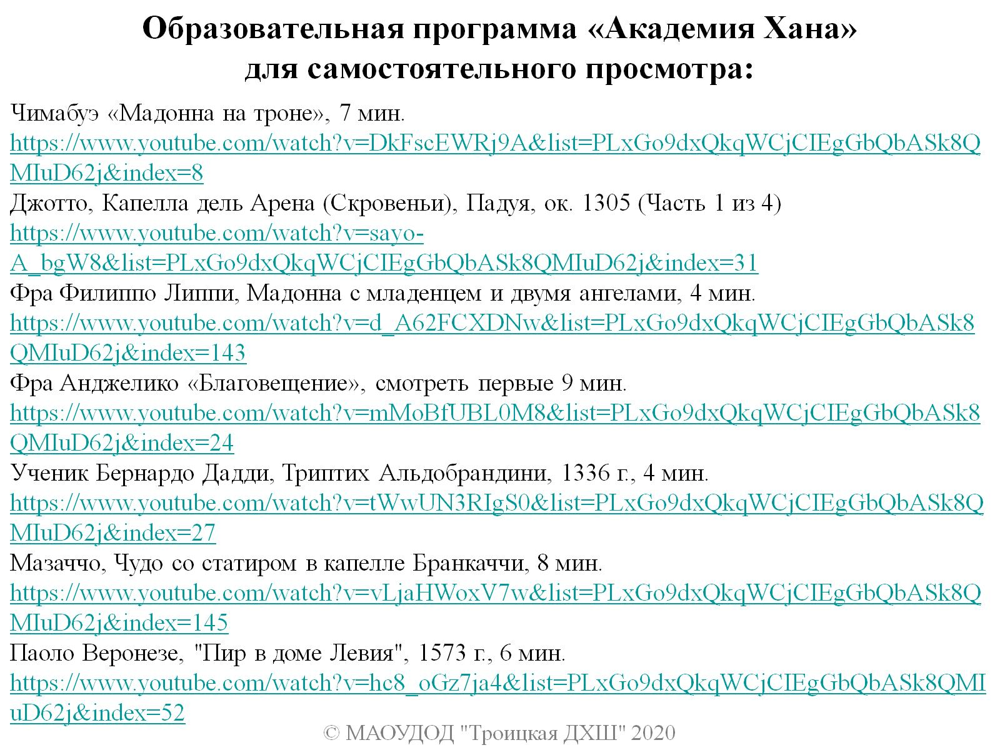 Образовательная программа «Академия Хана»
для самостоятельного просмотра:
Чимабуэ «Мадонна на троне», 7 мин.
https://www.youtube.com/watch?v=DkFscEWRj9A&list=PLxGo9dxQkqWCjCIEgGbQbASk8Q
MIuD62j&index=8
Джотто, Капелла дель Арена (Скровеньи), Падуя, ок. 1305 (Часть 1 из 4)
https://www.youtube.com/watch?v=sayo-
A_bgW8&list=PLxGo9dxQkqWCjCIEgGbQbASk8QMIuD62j&index=31
Фра Филиппо Липпи, Мадонна с младенцем и двумя ангелами, 4 мин.
https://www.youtube.com/watch?v=d_A62FCXDNw&list=PLxGo9dxQkqWCjCIEgGbQbASk8
QMIuD62j&index=143
Фра Анджелико «Благовещение», смотреть первые 9 мин.
https://www.youtube.com/watch?v=mMoBfUBL0M8&list=PLxGo9dxQkqWCjCIEgGbQbASk8
QMIuD62j&index=24
Ученик Бернардо Дадди, Триптих Альдобрандини, 1336 г., 4 мин.
https://www.youtube.com/watch?v=tWwUN3RIgS0&list=PLxGo9dxQkqWCjCIEgGbQbASk8Q
MIuD62j&index=27
Мазаччо, Чудо со статиром в капелле Бранкаччи, 8 мин.
https://www.youtube.com/watch?v=vLjaHWoxV7w&list=PLxGo9dxQkqWCjCIEgGbQbASk8Q
MIuD62j&index=145
Паоло Веронезе, "Пир в доме Левия", 1573 г., 6 мин.
https://www.youtube.com/watch?v=hc8_oGz7ja4&list=PLxGo9dxQkqWCjCIEgGbQbASk8QMI
uD62j&index=52
© МАОУДОД "Троицкая ДХШ" 2020